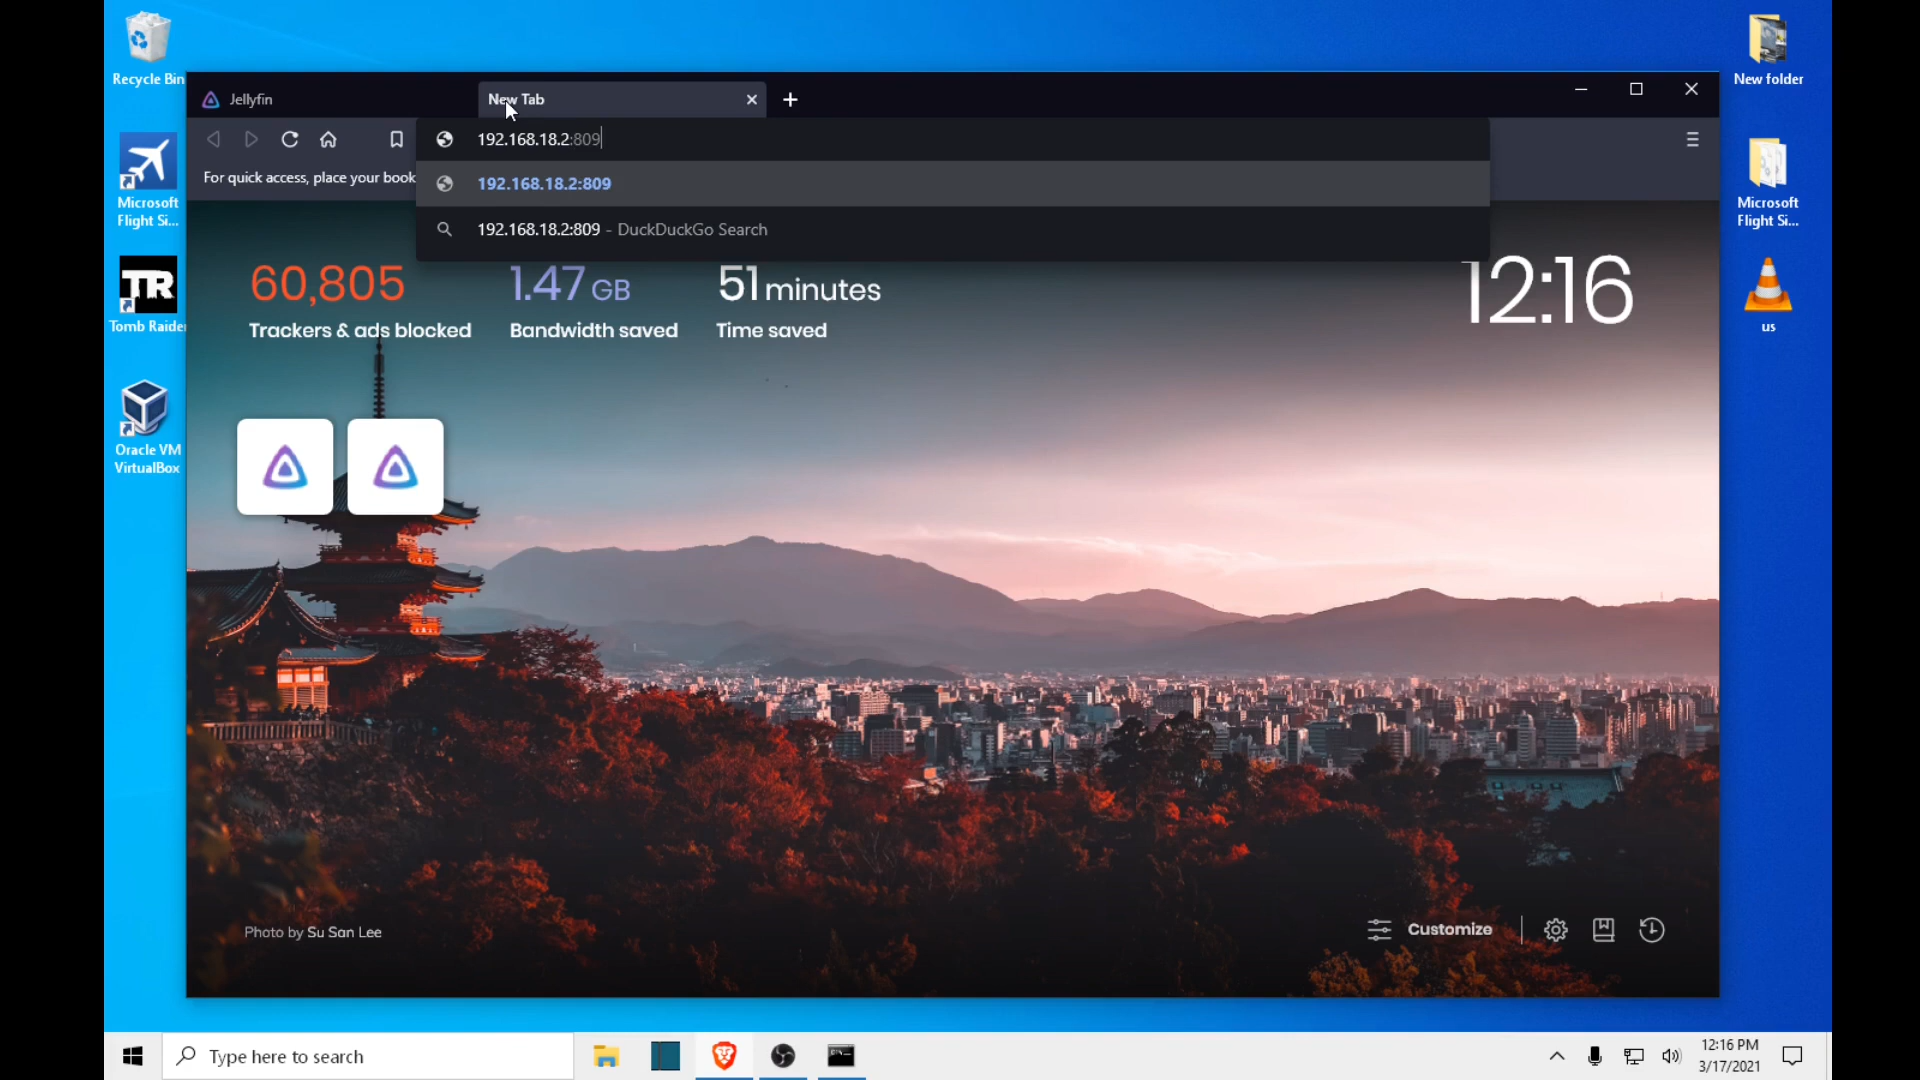 Recycle Bin
New folder
Jellyfin
New Tab
192.168.18.2:809
For quick access, place your book
192.168.18.2:809
192.168.18.2:809 - DuckDuckGo Search
Microsoft
Flight Si...
Microsoft
Flight Si...
60,805
Trackers & ads blocked
1.47 GB
Bandwidth saved
51 minutes
Time saved
12:16
TR
Tomb Raider
us
Oracle VM
VirtualBox
Photo by Su San Lee
Customize
Type here to search
12:16 PM
3/17/2021